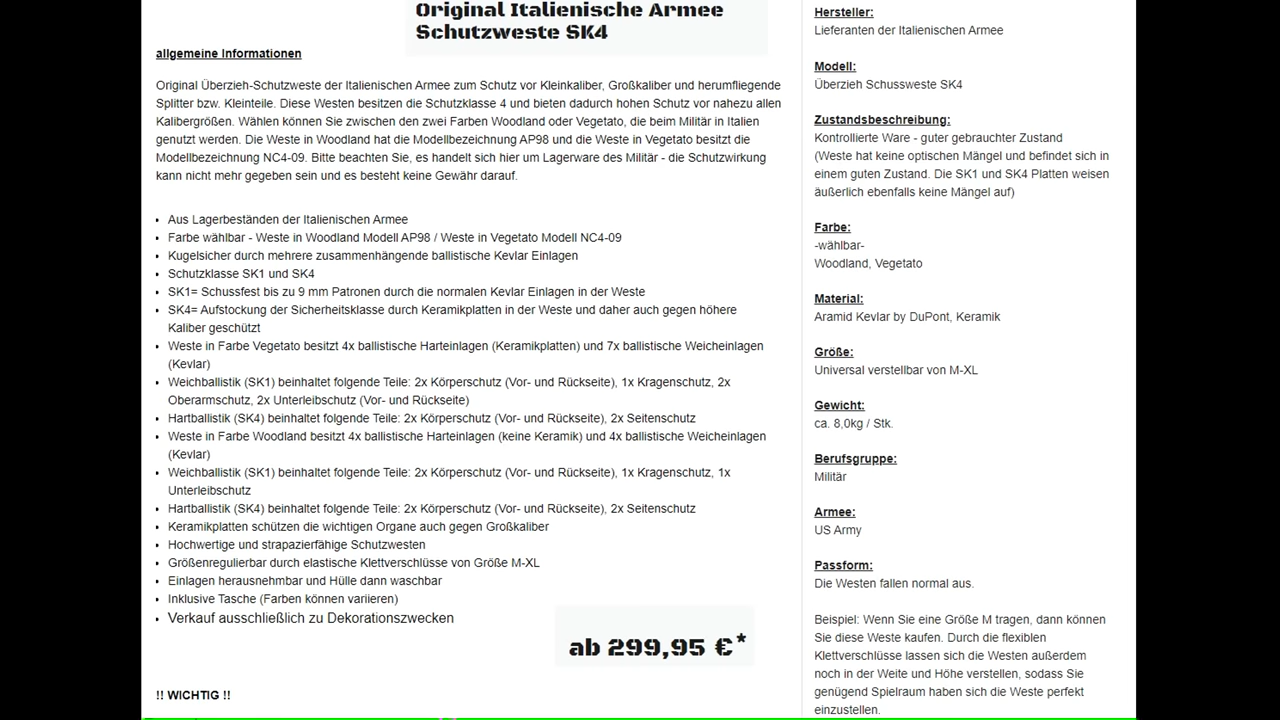 Original Italienische Armee
Schutzweste SK4
allgemeine Informationen
Original Überzieh-Schutzweste der Italienischen Armee zum Schutz vor Kleinkaliber, Großkaliber und herumfliegende
Splitter bzw. Kleinteile. Diese Westen besitzen die Schutzklasse 4 und bieten dadurch hohen Schutz vor nahezu allen
Kalibergrößen. Wählen können Sie zwischen den zwei Farben Woodland oder Vegetato, die beim Militär in Italien
genutzt werden. Die Weste in Woodland hat die Modellbezeichnung AP98 und die Weste in Vegetato besitzt die
Modellbezeichnung NC4-09. Bitte beachten Sie, es handelt sich hier um Lagerware des Militär - die Schutzwirkung
kann nicht mehr gegeben sein und es besteht keine Gewähr darauf.
• Aus Lagerbeständen der Italienischen Armee
• Farbe wählbar - Weste in Woodland Modell AP98 / Weste in Vegetato Modell NC4-09
• Kugelsicher durch mehrere zusammenhängende ballistische Kevlar Einlagen
• Schutzklasse SK1 und SK4
• SK1= Schussfest bis zu 9 mm Patronen durch die normalen Kevlar Einlagen in der Weste
• SK4= Aufstockung der Sicherheitsklasse durch Keramikplatten in der Weste und daher auch gegen höhere
Kaliber geschützt
• Weste in Farbe Vegetato besitzt 4x ballistische Harteinlagen (Keramikplatten) und 7x ballistische Weicheinlagen
(Kevlar)
• Weichballistik (SK1) beinhaltet folgende Teile: 2x Körperschutz (Vor- und Rückseite), 1x Kragenschutz, 2x
Oberarmschutz, 2x Unterleibschutz (Vor- und Rückseite)
• Hartballistik (SK4) beinhaltet folgende Teile: 2x Körperschutz (Vor- und Rückseite), 2x Seitenschutz
• Weste in Farbe Woodland besitzt 4x ballistische Harteinlagen (keine Keramik) und 4x ballistische Weicheinlagen
(Kevlar)
• Weichballistik (SK1) beinhaltet folgende Teile: 2x Körperschutz (Vor- und Rückseite), 1x Kragenschutz, 1x
Unterleibschutz
• Hartballistik (SK4) beinhaltet folgende Teile: 2x Körperschutz (Vor- und Rückseite), 2x Seitenschutz
• Keramikplatten schützen die wichtigen Organe auch gegen Großkaliber
• Hochwertige und strapazierfähige Schutzwesten
• Größenregulierbar durch elastische Klettverschlüsse von Größe M-XL
• Einlagen herausnehmbar und Hülle dann waschbar
• Inklusive Tasche (Farben können variieren)
• Verkauf ausschließlich zu Dekorationszwecken
ab 299,95 €*
!! WICHTIG !!
Hersteller:
Lieferanten der Italienischen Armee
Modell:
Überzieh Schussweste SK4
Zustandsbeschreibung:
Kontrollierte Ware - guter gebrauchter Zustand
(Weste hat keine optischen Mängel und befindet sich in
einem guten Zustand. Die SK1 und SK4 Platten weisen
äußerlich ebenfalls keine Mängel auf)
Farbe:
-wählbar-
Woodland, Vegetato
Material:
Aramid Kevlar by DuPont, Keramik
Größe:
Universal verstellbar von M-XL
Gewicht:
ca. 8,0kg / Stk.
Berufsgruppe:
Militär
Armee:
US Army
Passform:
Die Westen fallen normal aus.
Beispiel: Wenn Sie eine Größe M tragen, dann können
Sie diese Weste kaufen. Durch die flexiblen
Klettverschlüsse lassen sich die Westen außerdem
noch in der Weite und Höhe verstellen, sodass Sie
genügend Spielraum haben sich die Weste perfekt
einzustellen.